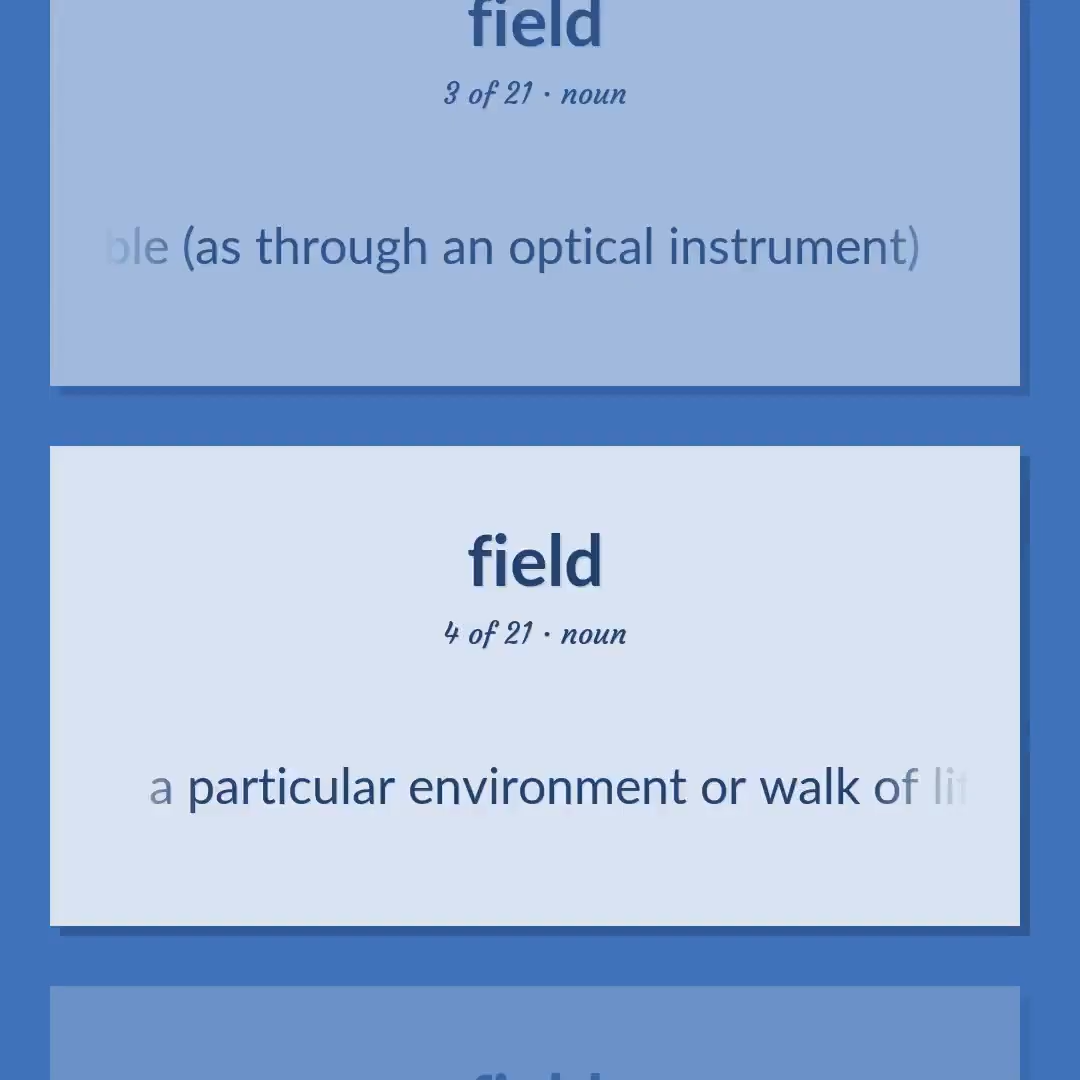 field
3 of 21 · noun
(as through an optical instrument)
field
4 of 21 · noun
a particular environment or walk of